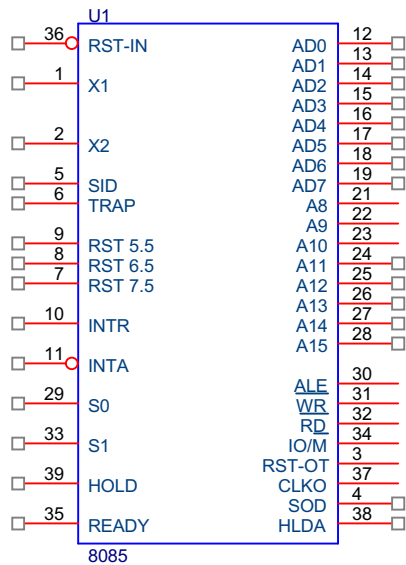 U1
36 RST-IN AD0 12
AD1 13
1 X1 AD2 14
AD3 15
AD4 16
2 X2 AD5 17
AD6 18
5 SID AD7 19
6 TRAP A8 21
A9 22
9 RST 5.5 A10 23
8 RST 6.5 A11 24
7 RST 7.5 A12 25
A13 26
10 INTR A14 27
A15 28
11 INTA
ALE 30
29 S0 WR 31
RD 32
33 S1 IO/M 34
RST-OT 3
39 HOLD CLKO 37
SOD 4
35 READY HLDA 38
8085